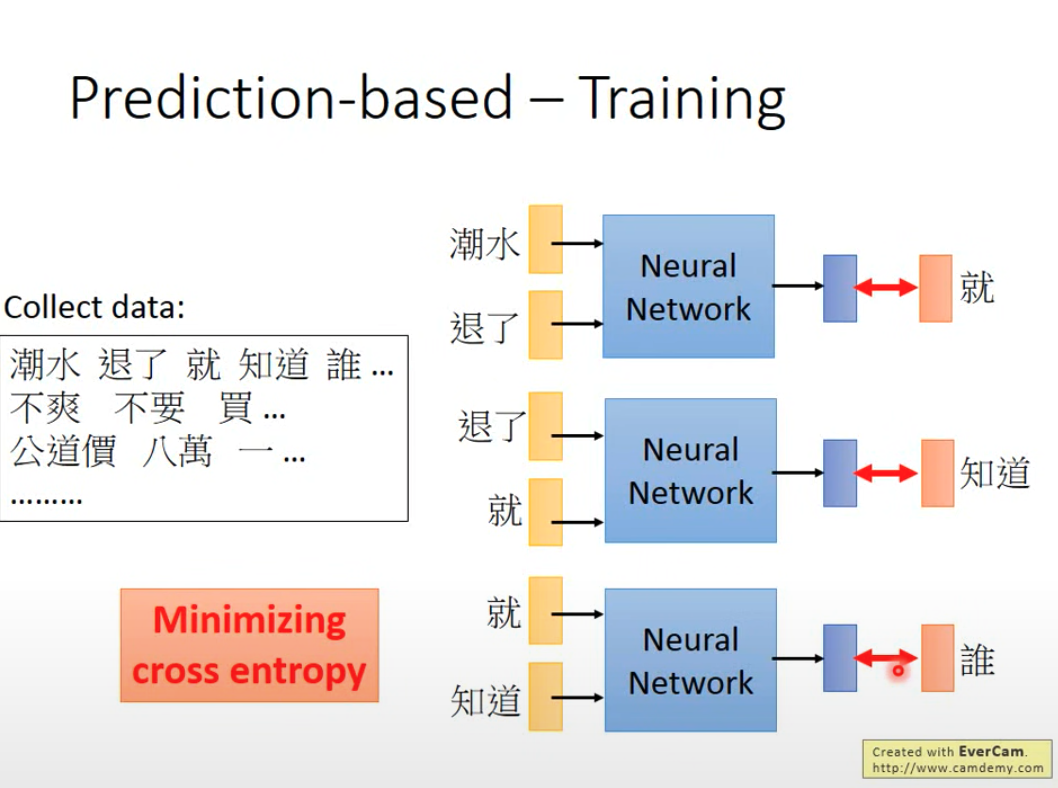 Prediction-based – Training
Collect data:
潮水 退了 就 知道 誰 …
不爽 不要 買 …
公道價 八萬 一 …
………
Minimizing
cross entropy
潮水
退了
Neural
Network
就
退了
就
Neural
Network
知道
就
知道
Neural
Network
誰
Created with EverCam.
http://www.camdemy.com